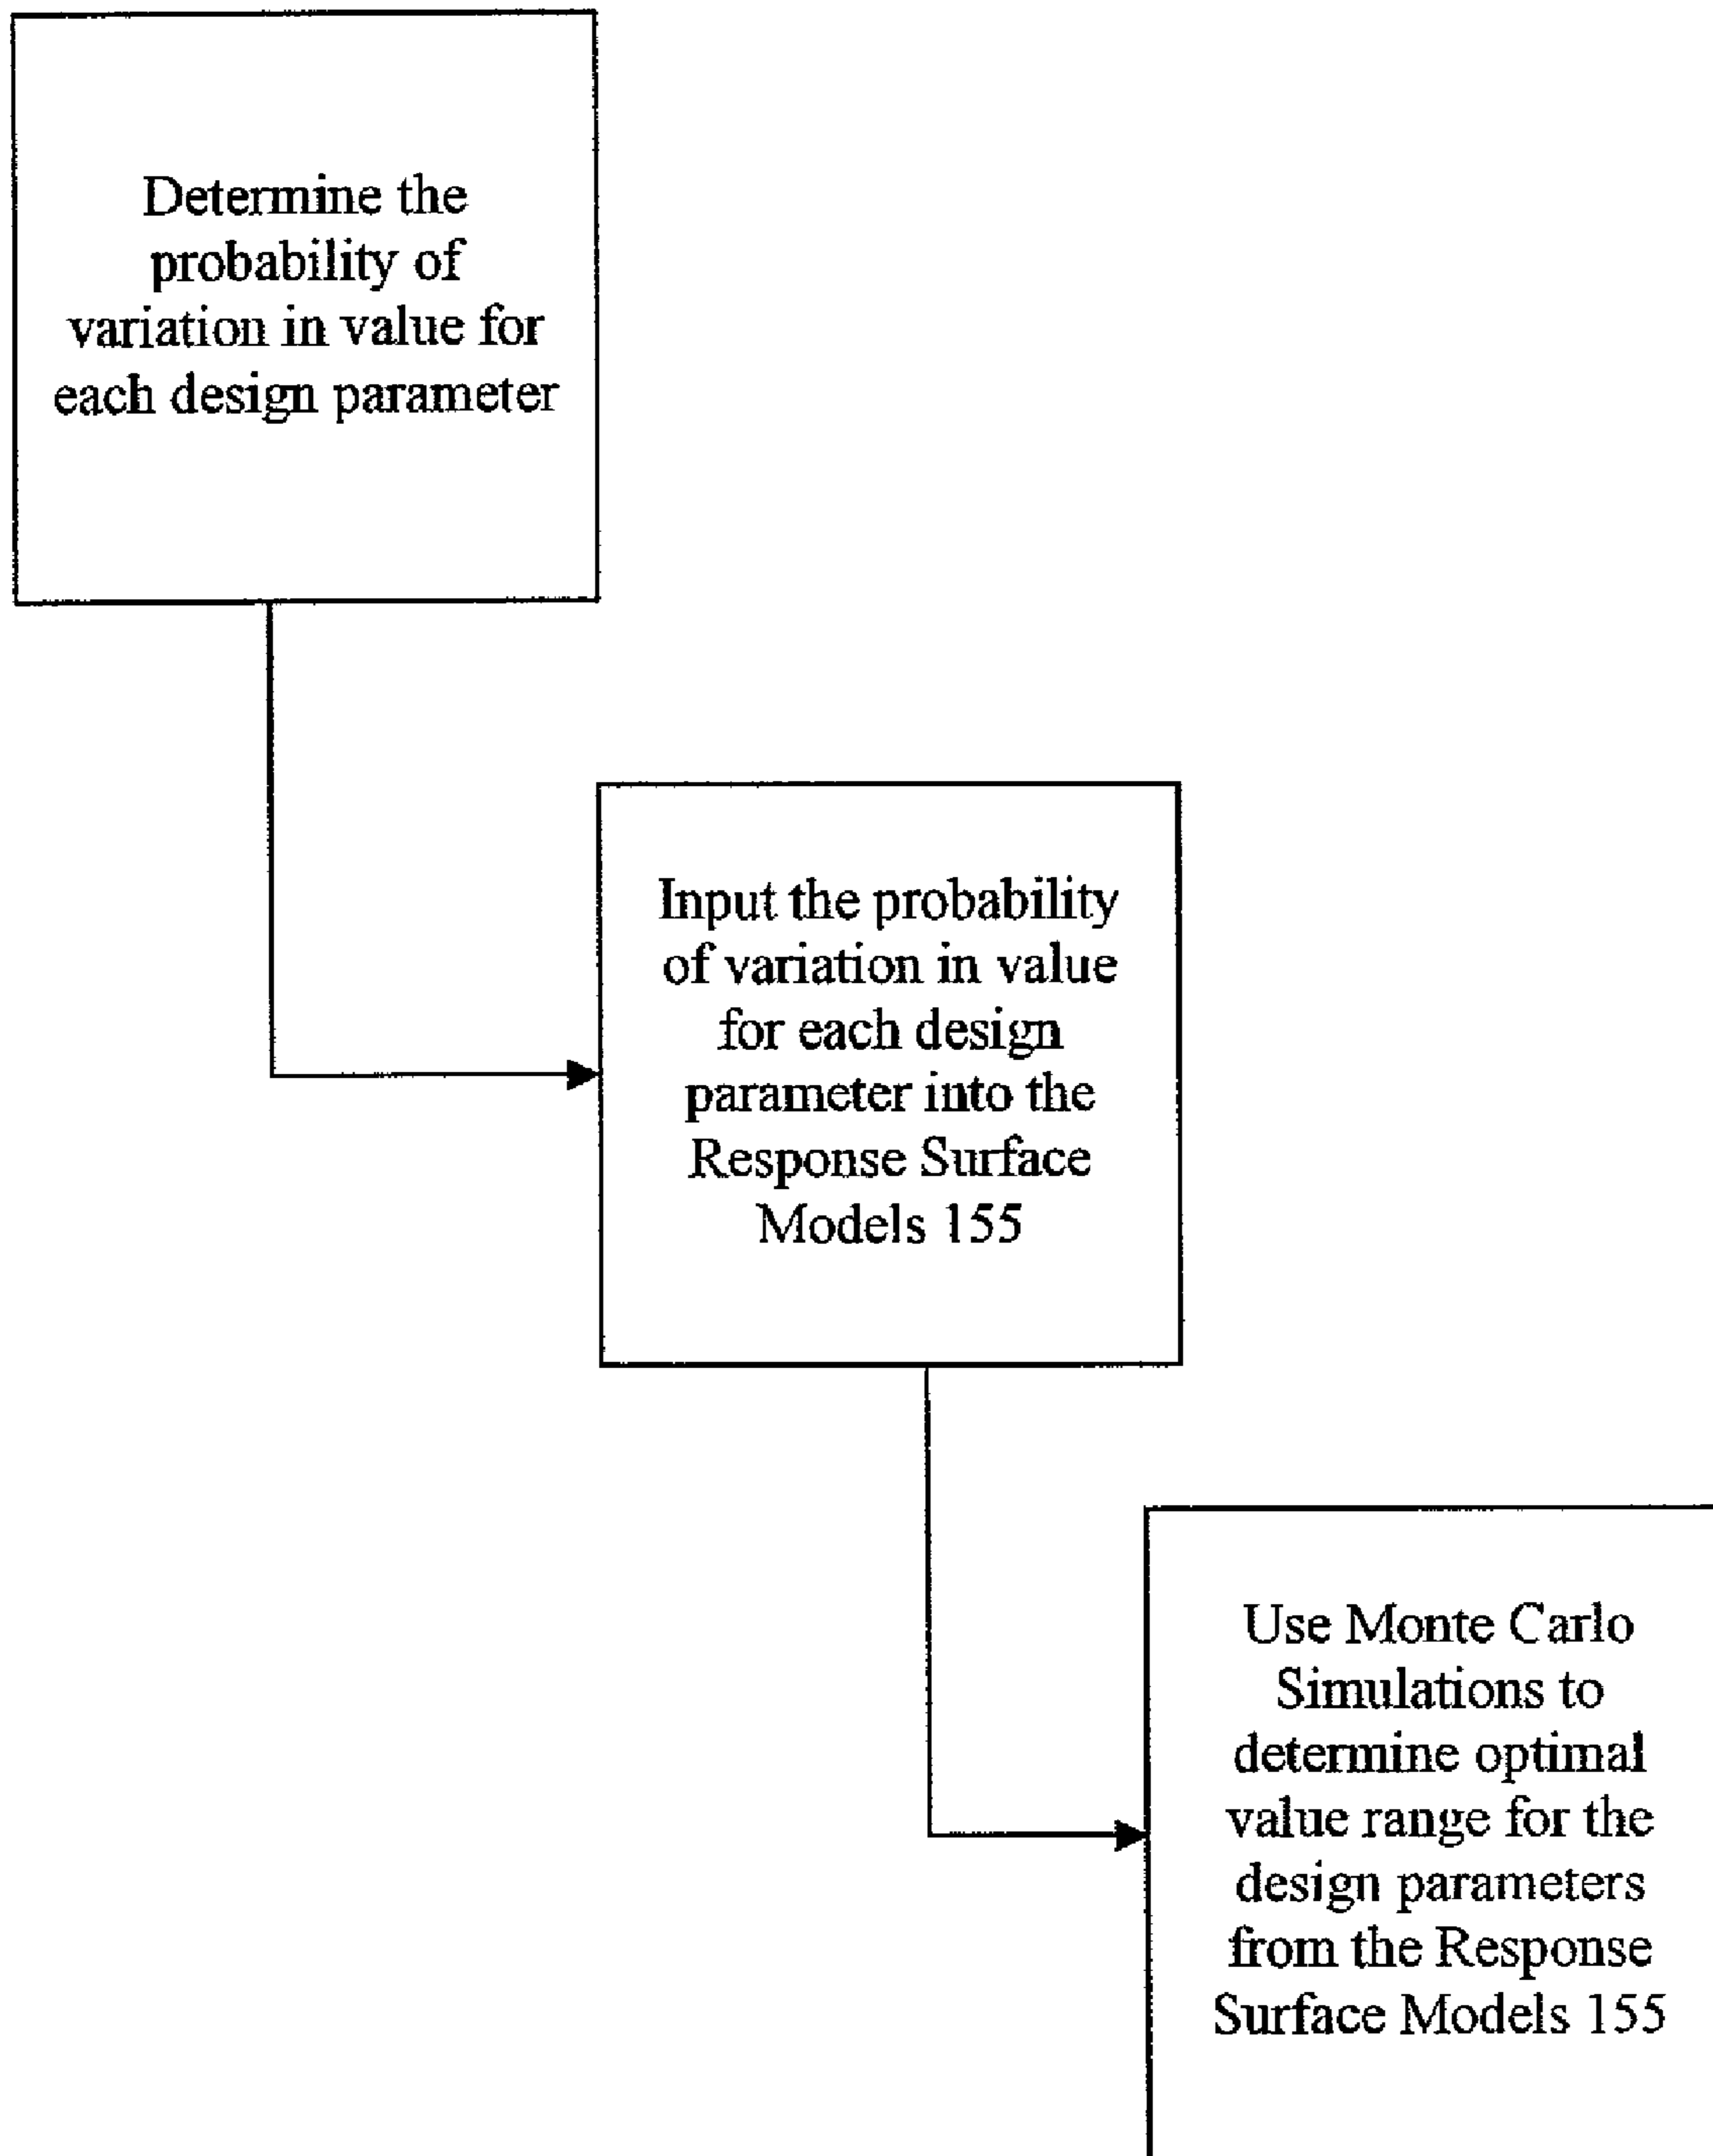 Determine the
probability of
variation in value for
each design parameter
Input the probability
of variation in value
for each design
parameter into the
Response Surface
Models 155
Use Monte Carlo
Simulations to
determine optimal
value range for the
design parameters
from the Response
Surface Models 155